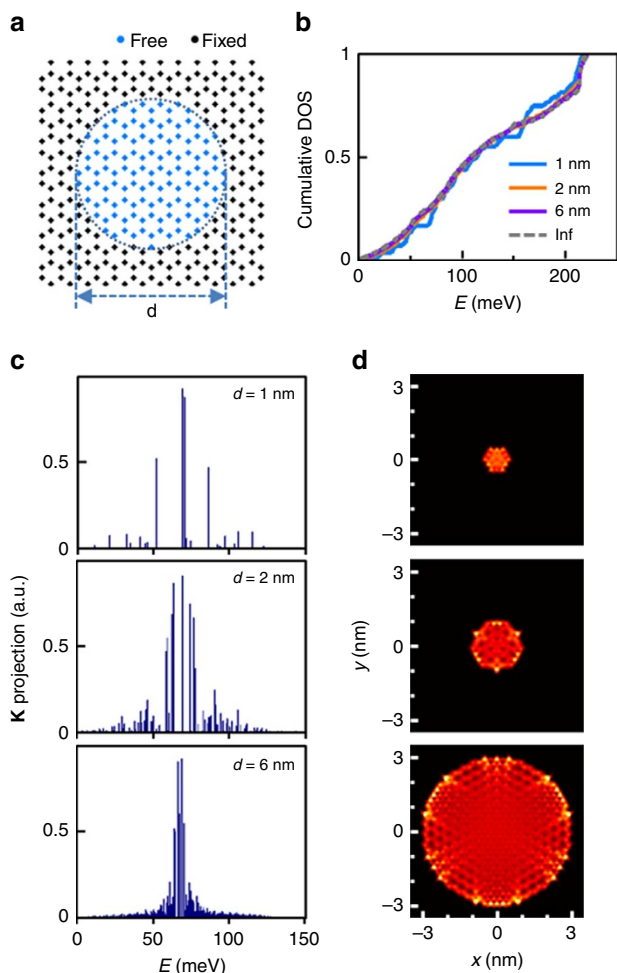 a
Free Fixed
d
b
Cumulative DOS
1
0.5
0
0 100 200
E (meV)
1 nm
2 nm
6 nm
Inf
c
K projection (a.u.)
d = 1 nm
0.5
0
d = 2 nm
0.5
0
d = 6 nm
0.5
0
0 50 100 150
E (meV)
d
y (nm)
3
0
–3
3
0
–3
3
0
–3
–3 0 3
x (nm)